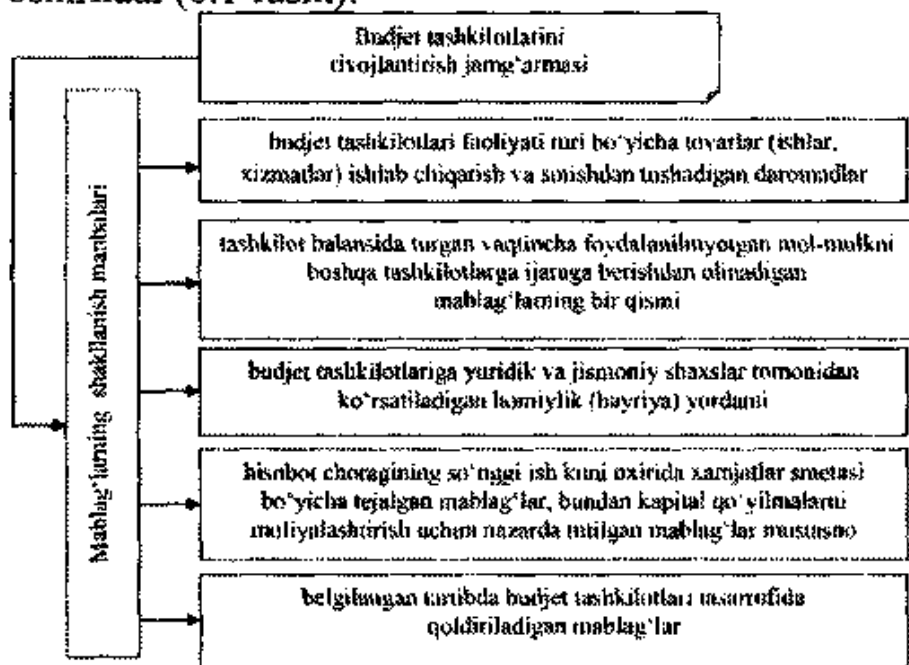 Budjet tashkilotlarini
rivojlantirish jamg‘armasi
budjet tashkilotlari faoliyati turi bo‘yicha tovarlar (ishlar,
xizmatlar) ishlab chiqarish va sotishdan tushadigan daromadlar
tashkilot balansida turgan vaqtincha foydalanilmayotgan mol-mulkni
boshqa tashkilotlarga ijaraga berishdan olinadigan
mablag‘larning bir qismi
Mablag‘larning shakllanish manbalari
budjet tashkilotlariga yuridik va jismoniy shaxslar tomonidan
ko‘rsatiladigan homiylik (hayriya) yordami
hisobot choragining so‘nggi ish kuni oxirida xarajatlar smetasi
bo‘yicha tejalgan mablag‘lar, bundan kapital qo‘yilmalarni
moliyalashtirish uchun nazarda tutilgan mablag‘lar mustasno
belgilangan tartibda budjet tashkilotlari tasarrufida
qoldiriladigan mablag‘lar